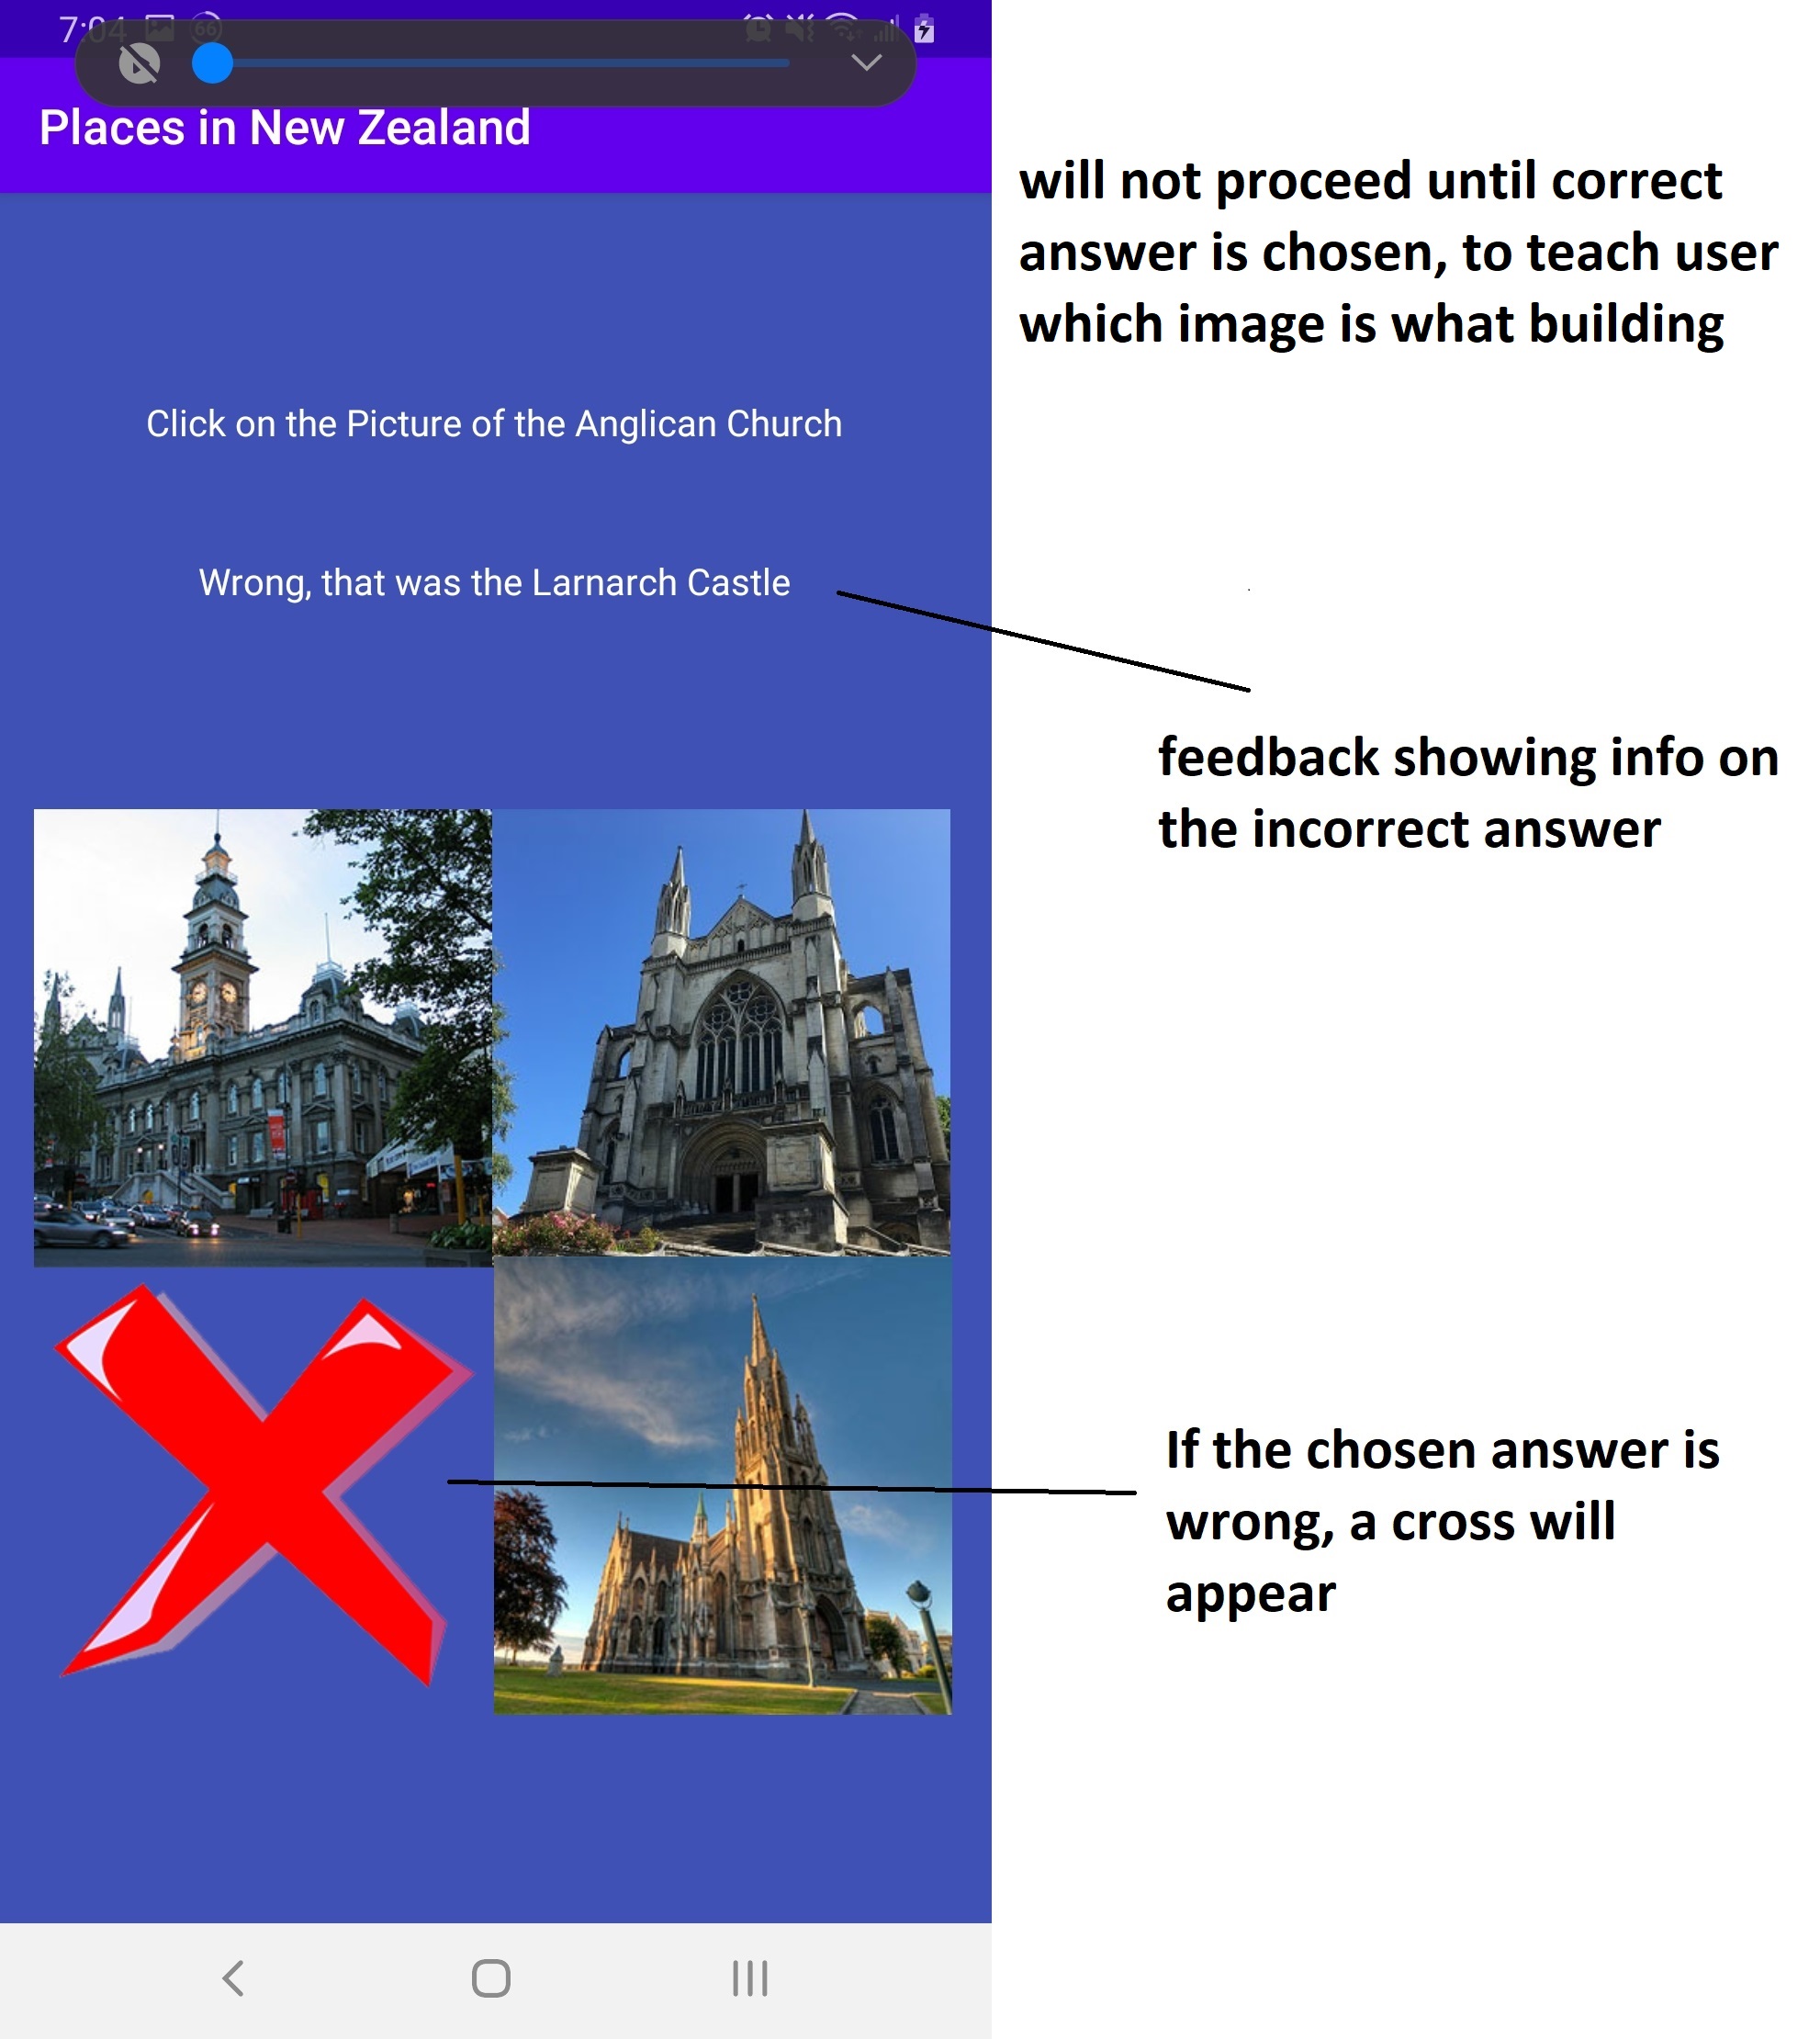 7:04
66
Places in New Zealand
will not proceed until correct
answer is chosen, to teach user
which image is what building
Click on the Picture of the Anglican Church
Wrong, that was the Larnarch Castle
feedback showing info on
the incorrect answer
If the chosen answer is
wrong, a cross will
appear